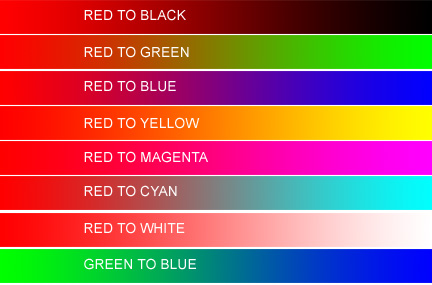 RED TO BLACK
RED TO GREEN
RED TO BLUE
RED TO YELLOW
RED TO MAGENTA
RED TO CYAN
RED TO WHITE
GREEN TO BLUE